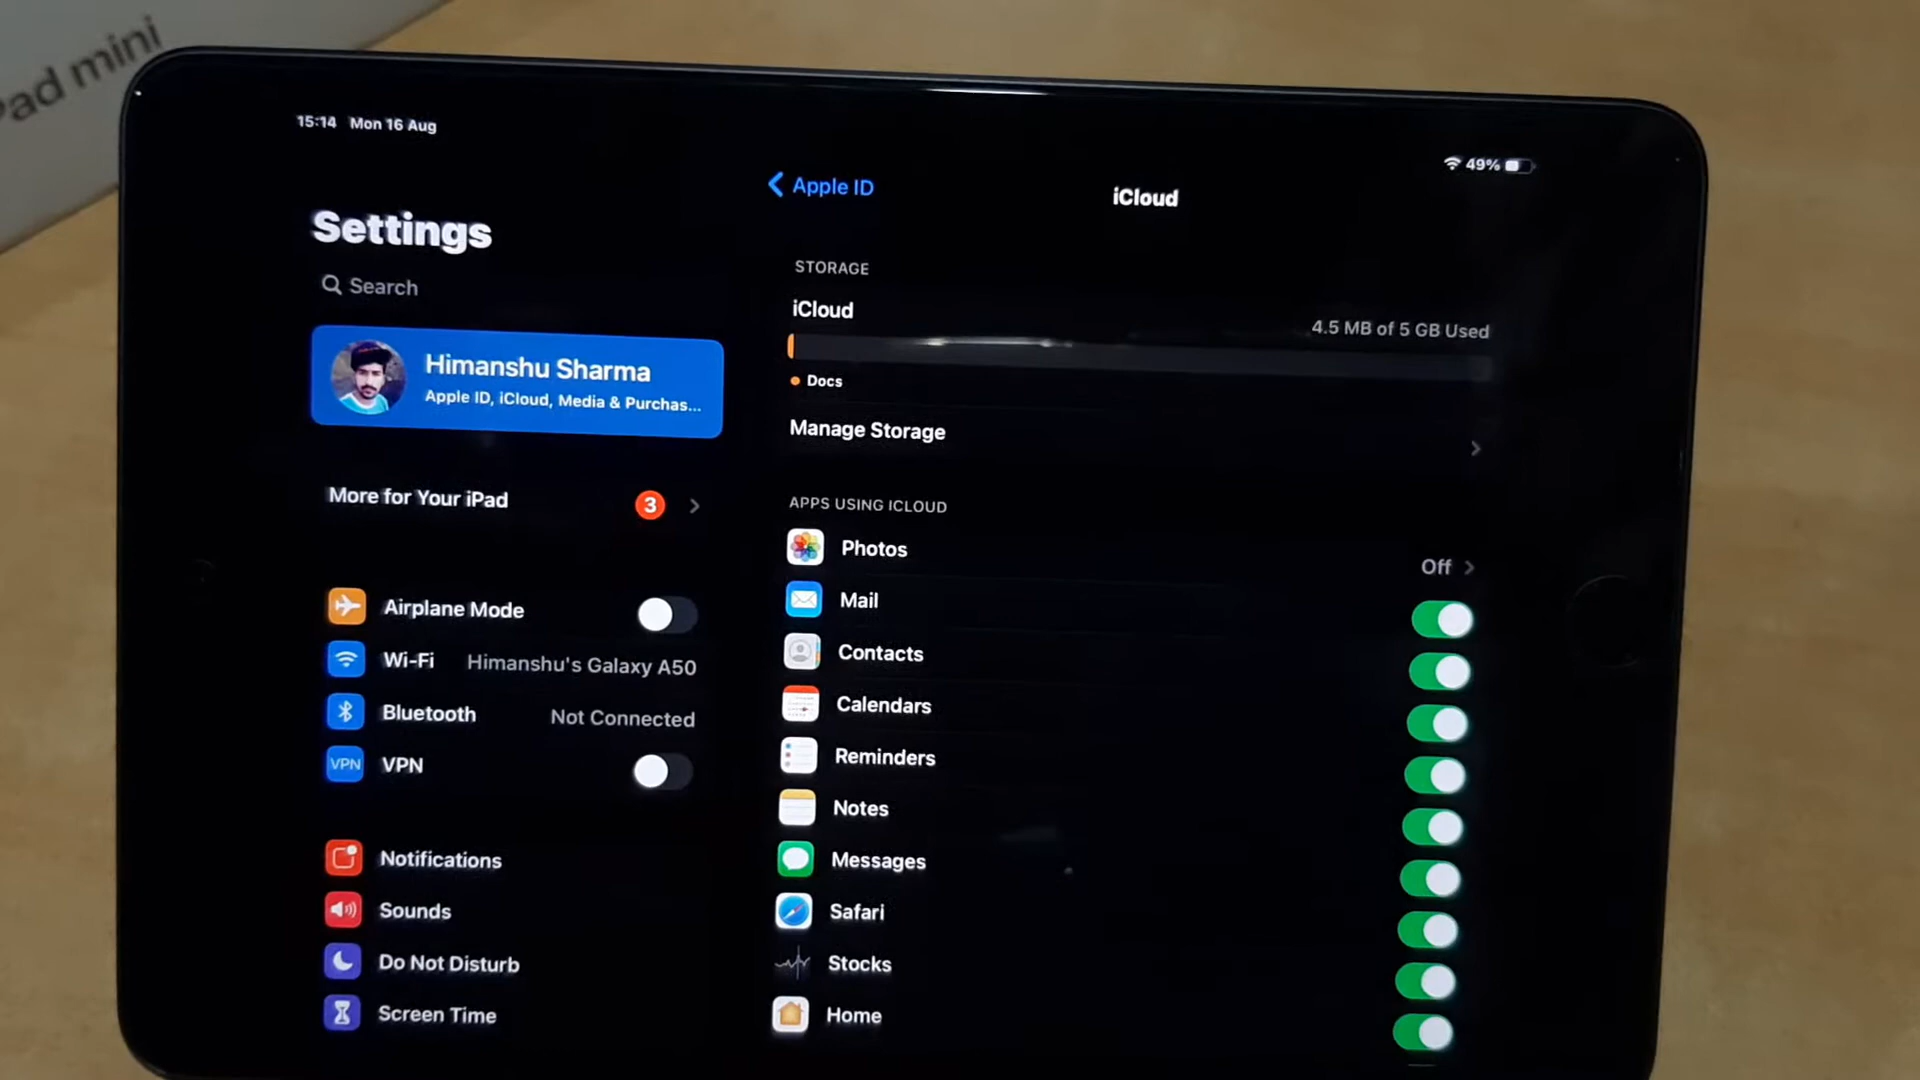 Pad mini
15:14 Mon 16 Aug
49%
Settings
Search
Himanshu Sharma
Apple ID, iCloud, Media & Purchas...
More for Your iPad 3
Airplane Mode
Wi-Fi Himanshu's Galaxy A50
Bluetooth Not Connected
VPN VPN
Notifications
Sounds
Do Not Disturb
Screen Time
Apple ID
iCloud
STORAGE
iCloud 4.5 MB of 5 GB Used
Docs
Manage Storage
APPS USING ICLOUD
Photos Off
Mail
Contacts
Calendars
Reminders
Notes
Messages
Safari
Stocks
Home